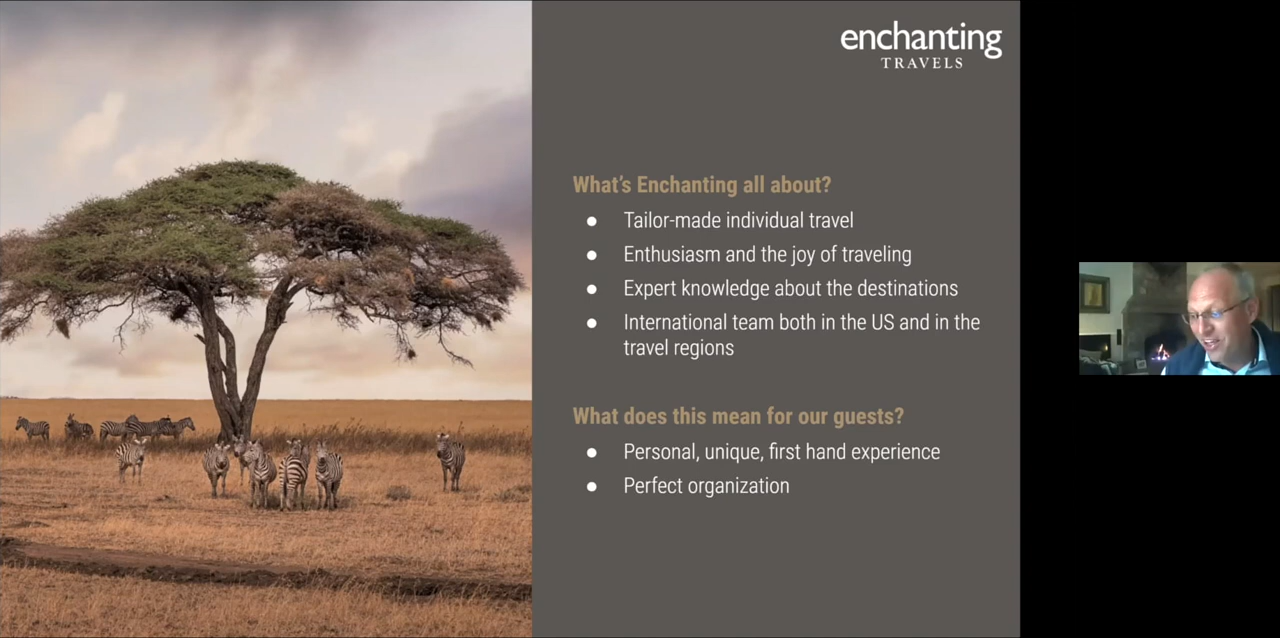 enchanting
TRAVELS
What's Enchanting all about?
● Tailor-made individual travel
● Enthusiasm and the joy of traveling
● Expert knowledge about the destinations
● International team both in the US and in the
travel regions
What does this mean for our guests?
● Personal, unique, first hand experience
● Perfect organization